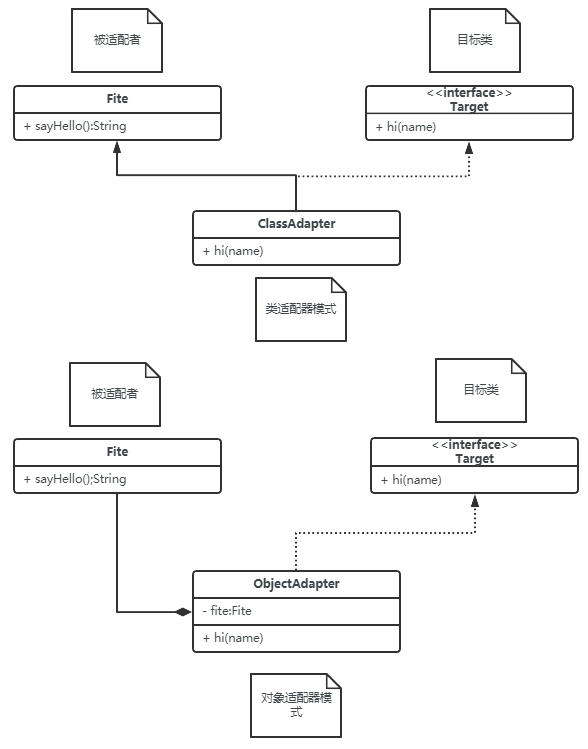 被适配者
目标类
Fite
+ sayHello():String
<<interface>>
Target
+ hi(name)
ClassAdapter
+ hi(name)
类适配器模式
被适配者
目标类
Fite
+ sayHello();String
<<interface>>
Target
+ hi(name)
ObjectAdapter
- fite:Fite
+ hi(name)
对象适配器模
式